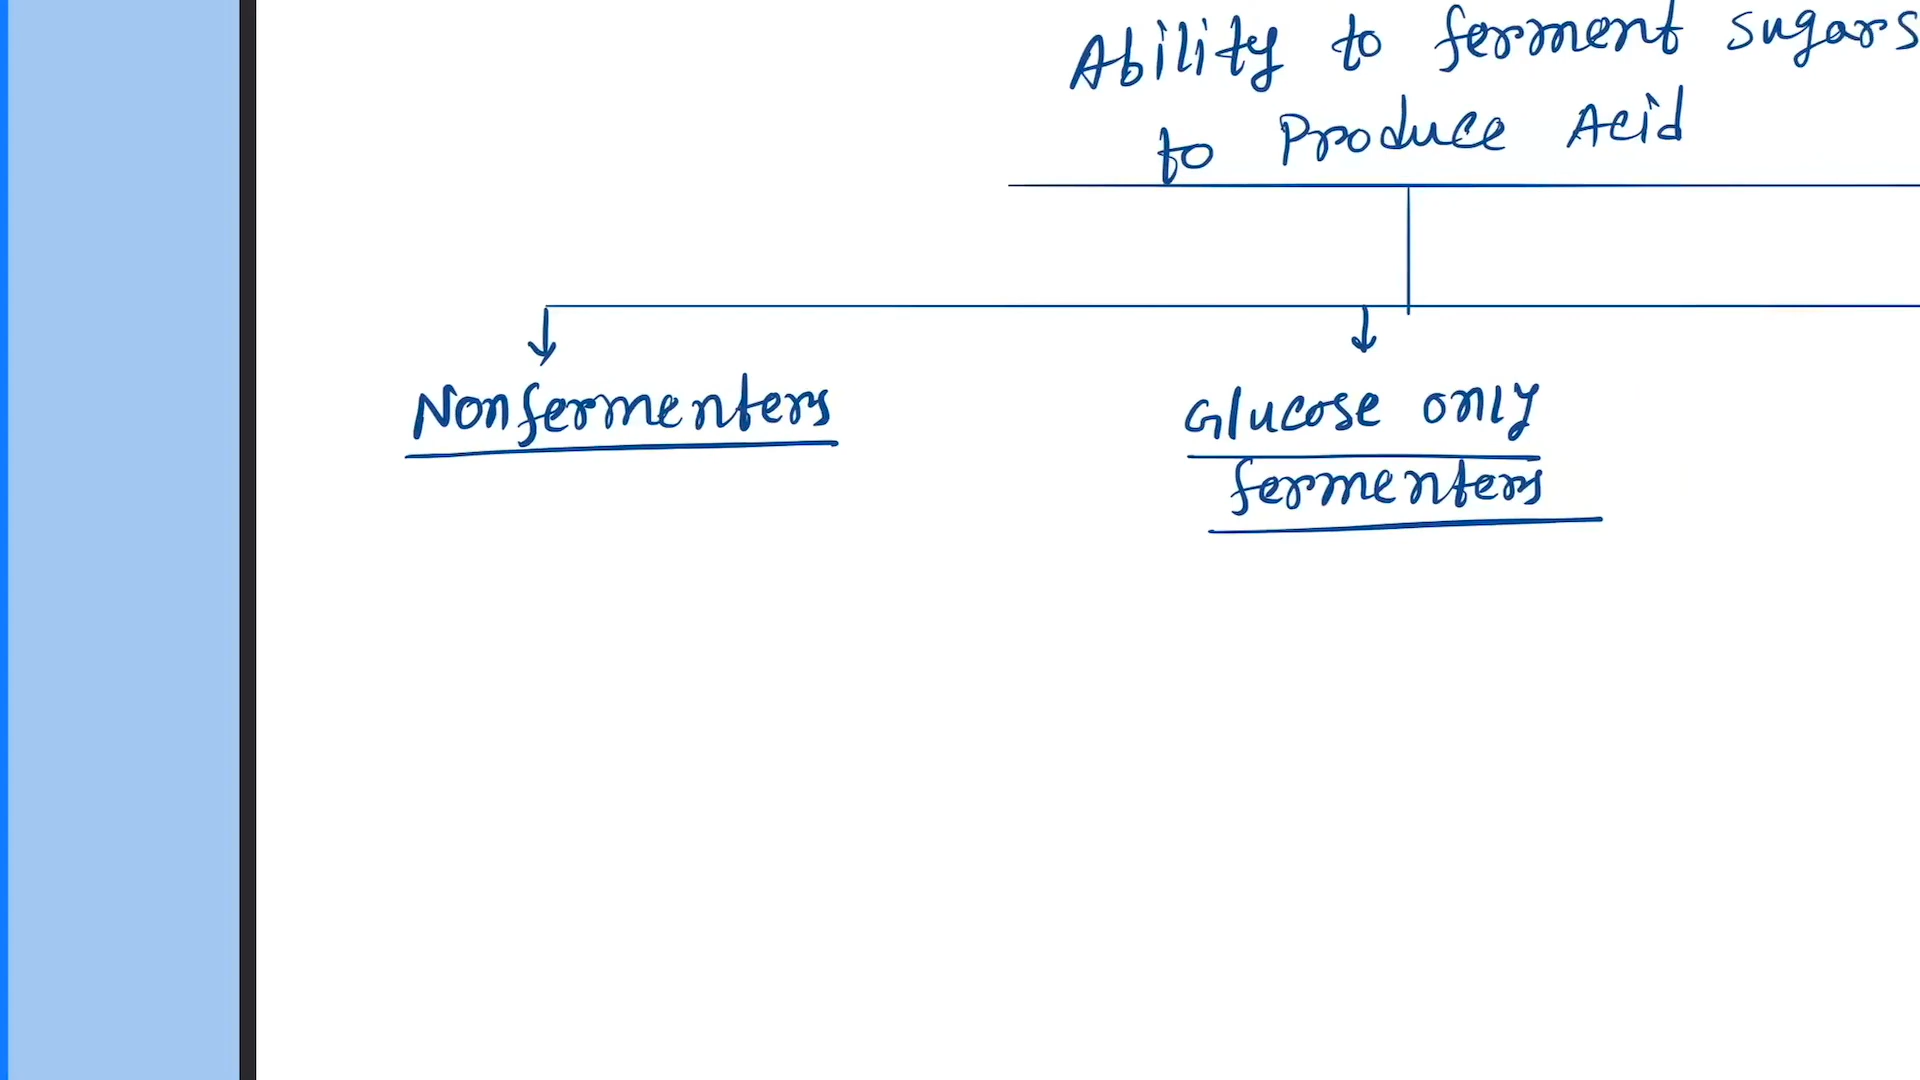 Ability to ferment sugars
to Produce Acid
Nonfermenters
Glucose only
fermenters